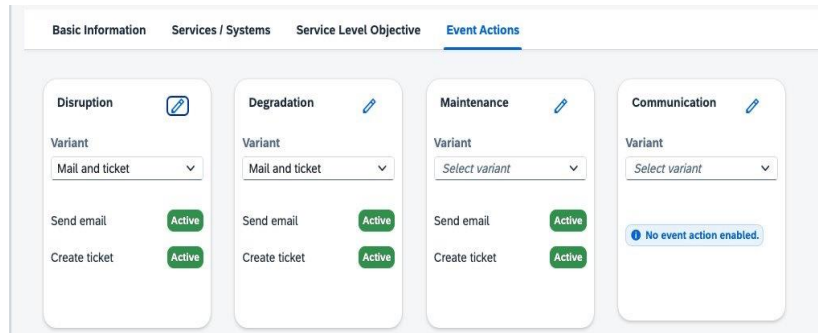 Basic Information Services / Systems Service Level Objective Event Actions
Disruption
Variant
Mail and ticket
Send email Active
Create ticket Active
Degradation
Variant
Mail and ticket
Send email Active
Create ticket Active
Maintenance
Variant
Select variant
Send email Active
Create ticket Active
Communication
Variant
Select variant
No event action enabled.